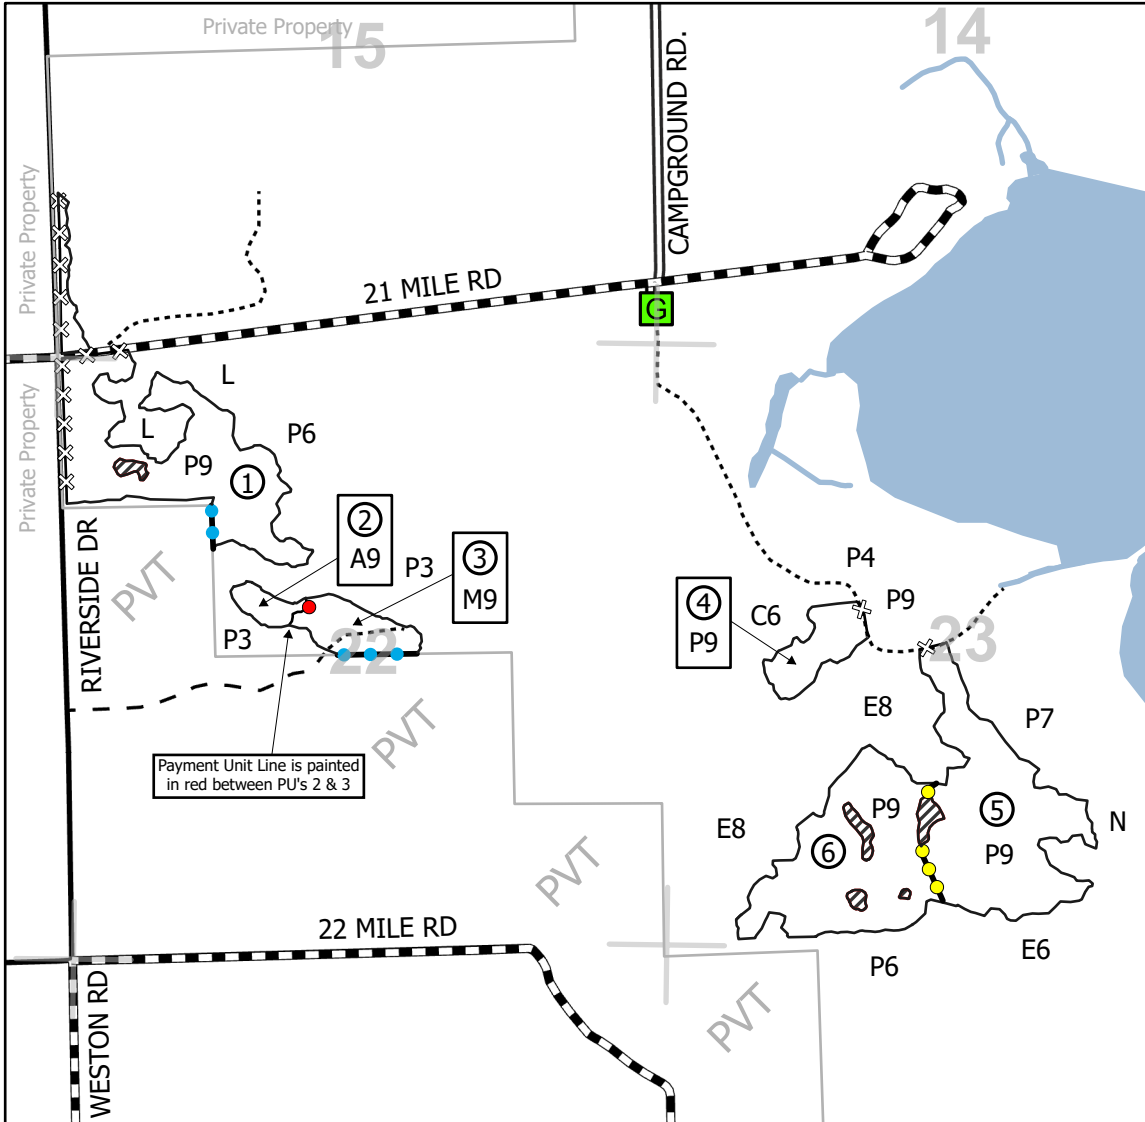 Private Property
15
14
CAMPGROUND RD.
Private Property
21 MILE RD
G
L
Private Property
L
P6
P9
1
2
A9
P3
3
M9
PVT
RIVERSIDE DR
P3
22
P4
P9
C6
4
P9
23
E8
P7
PVT
Payment Unit Line is painted
in red between PU's 2 & 3
E8
P9
6
5
P9
N
PVT
22 MILE RD
P6
E6
WESTON RD
PVT